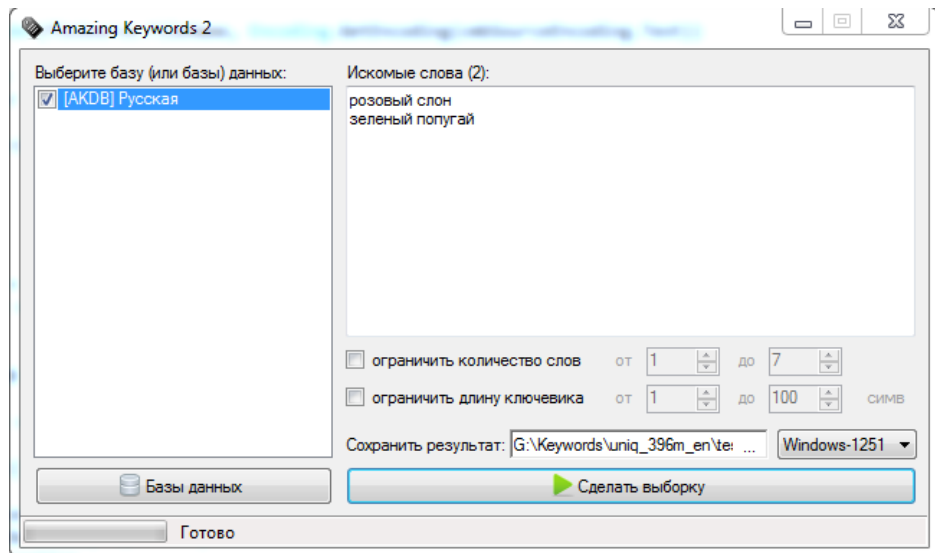 Amazing Keywords 2
Выберите базу (или базы) данных:
[AKDB] Русская
Искомые слова (2):
розовый слон
зеленый попугай
ограничить количество слов от 1 до 7
ограничить длину ключевика от 1 до 100 симв
Сохранить результат: G:\Keywords\uniq_396m_en\te ... Windows-1251
Базы данных
Сделать выборку
Готово